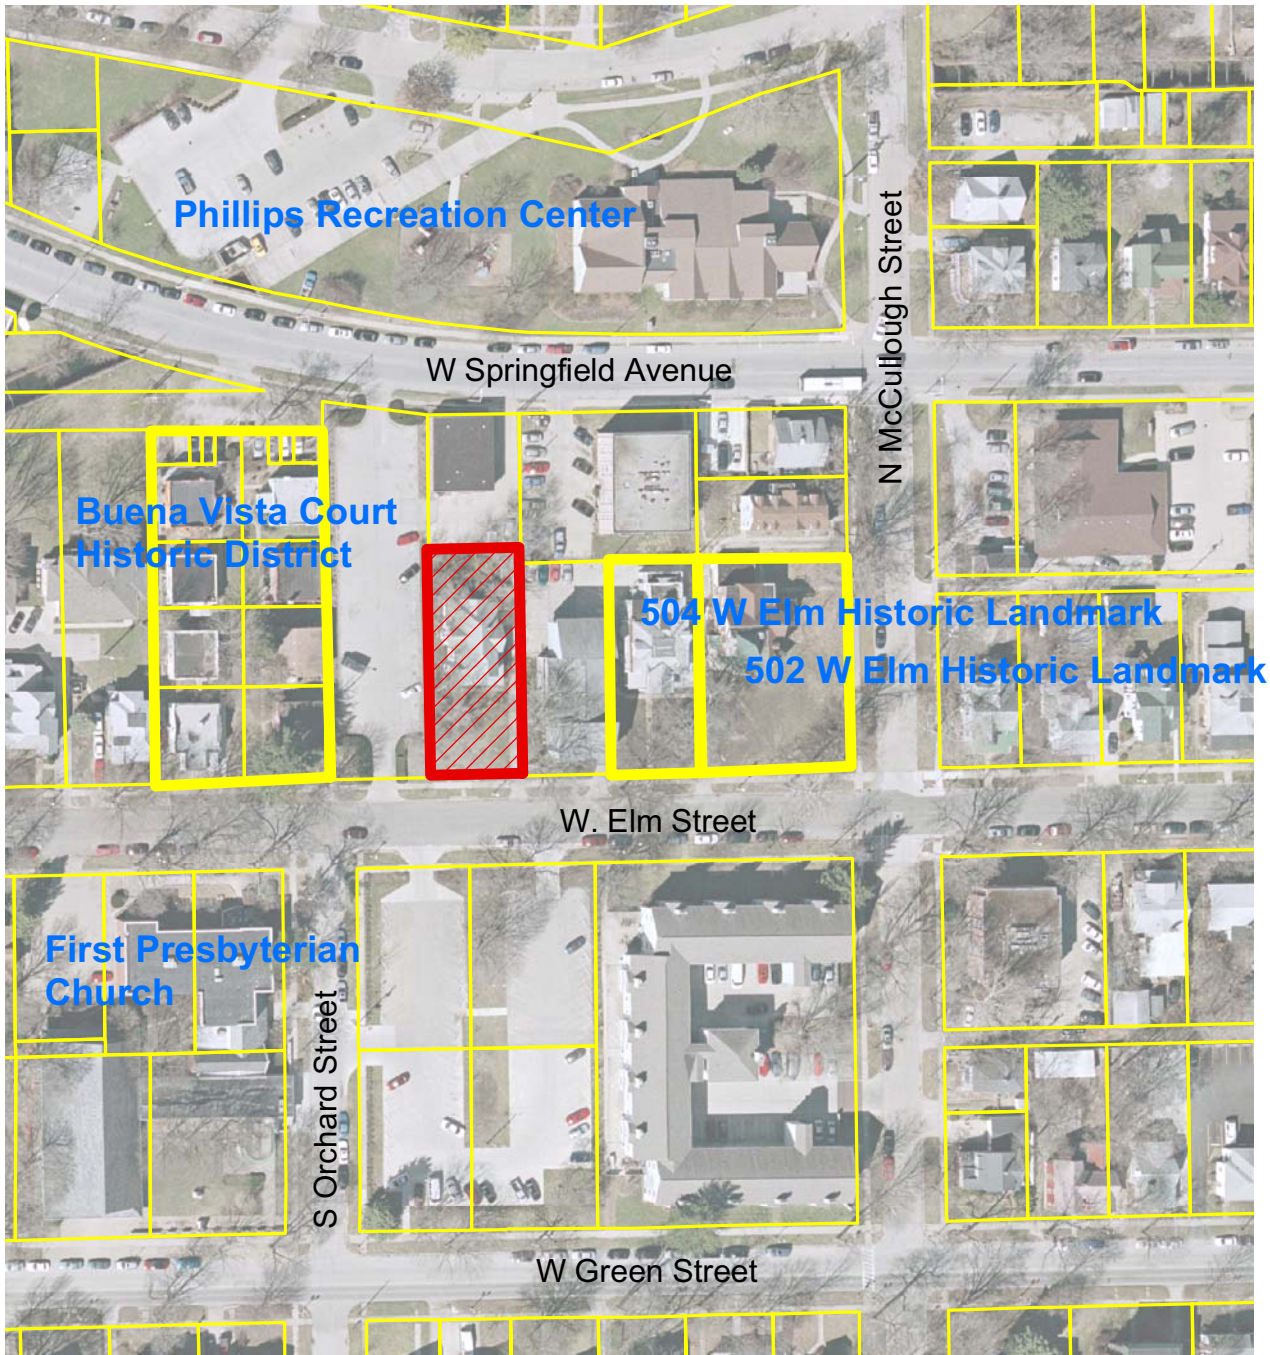 Phillips Recreation Center
N McCullough Street
W Springfield Avenue
Buena Vista Court
Historic District
504 W Elm Historic Landmark
502 W Elm Historic Landmark
W. Elm Street
First Presbyterian
Church
S Orchard Street
W Green Street